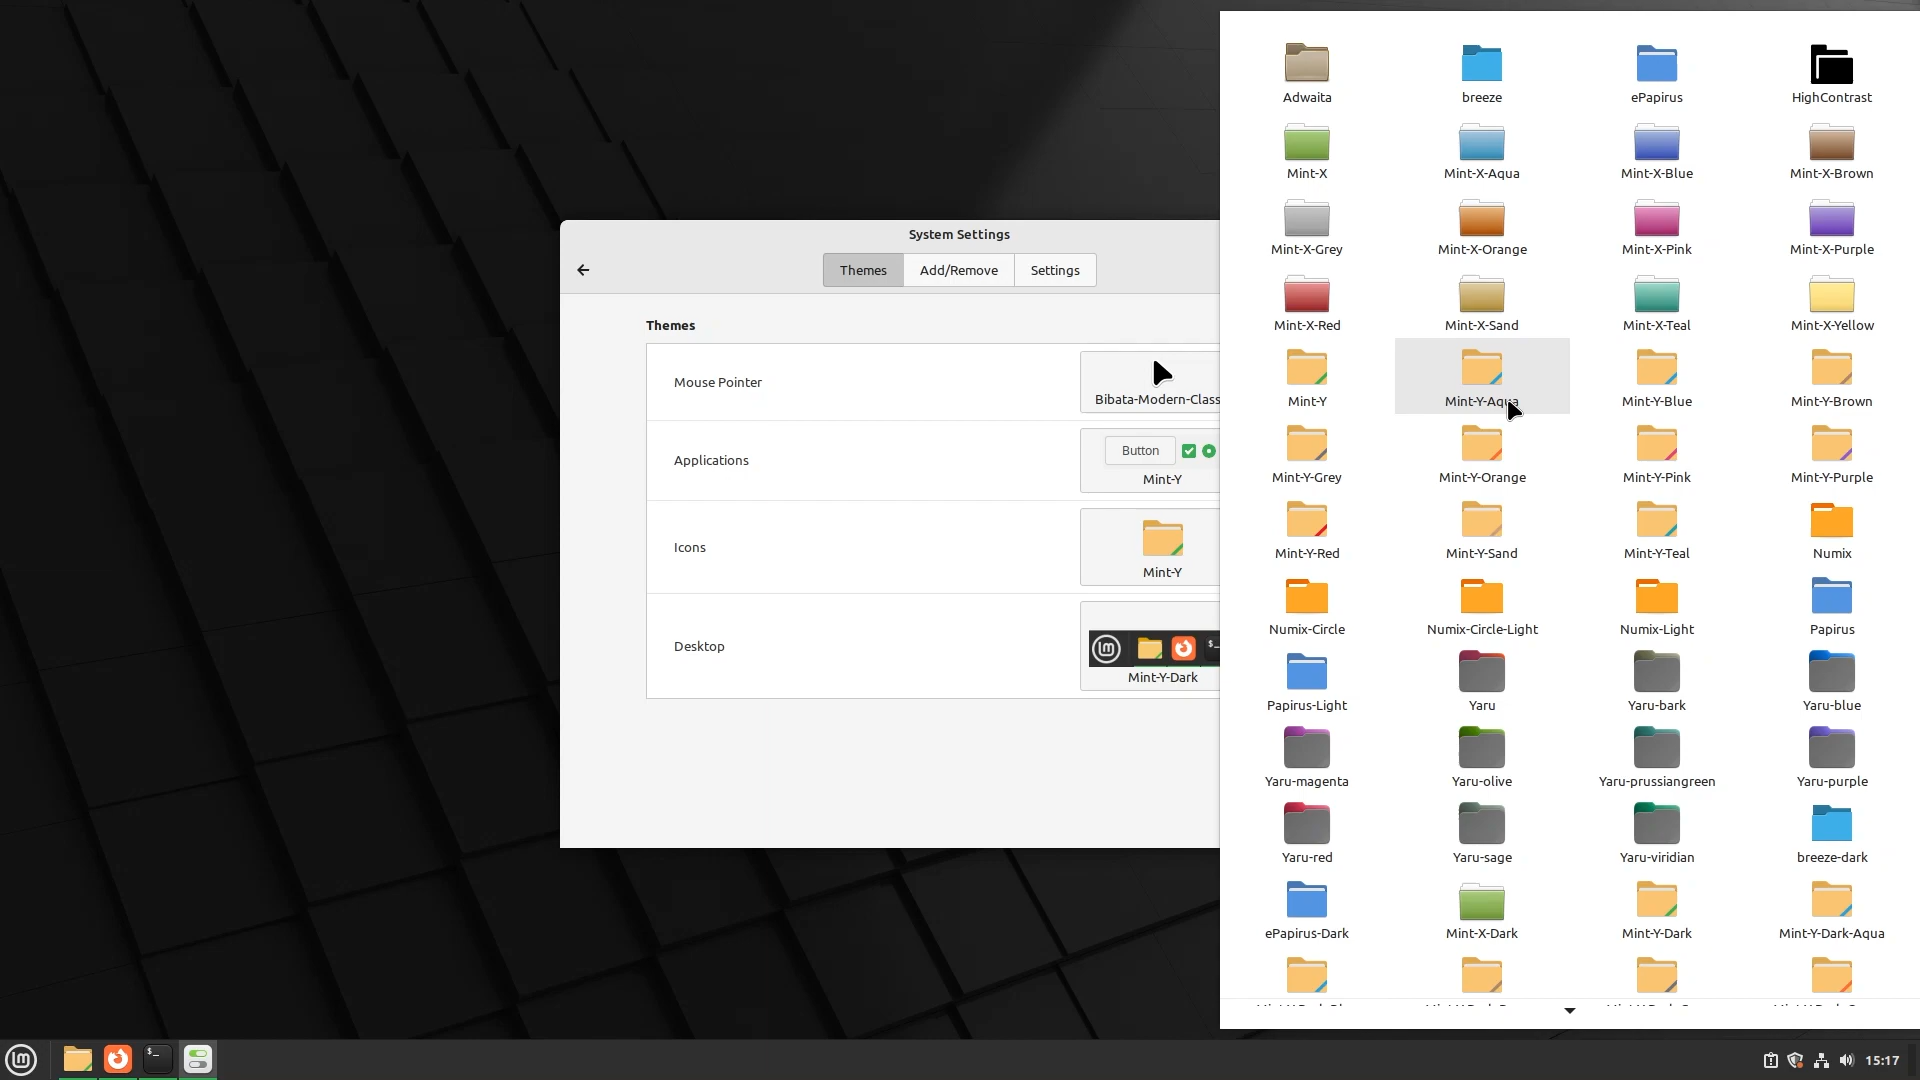 System Settings
Themes Add/Remove Settings
Themes
Mouse Pointer
Bibata-Modern-Class
Applications
Button
Mint-Y
Icons
Mint-Y
Desktop
Mint-Y-Dark
Adwaita breeze ePapirus HighContrast
Mint-X Mint-X-Aqua Mint-X-Blue Mint-X-Brown
Mint-X-Grey Mint-X-Orange Mint-X-Pink Mint-X-Purple
Mint-X-Red Mint-X-Sand Mint-X-Teal Mint-X-Yellow
Mint-Y Mint-Y-Aqua Mint-Y-Blue Mint-Y-Brown
Mint-Y-Grey Mint-Y-Orange Mint-Y-Pink Mint-Y-Purple
Mint-Y-Red Mint-Y-Sand Mint-Y-Teal Numix
Numix-Circle Numix-Circle-Light Numix-Light Papirus
Papirus-Light Yaru Yaru-bark Yaru-blue
Yaru-magenta Yaru-olive Yaru-prussiangreen Yaru-purple
Yaru-red Yaru-sage Yaru-viridian breeze-dark
ePapirus-Dark Mint-X-Dark Mint-Y-Dark Mint-Y-Dark-Aqua
15:17